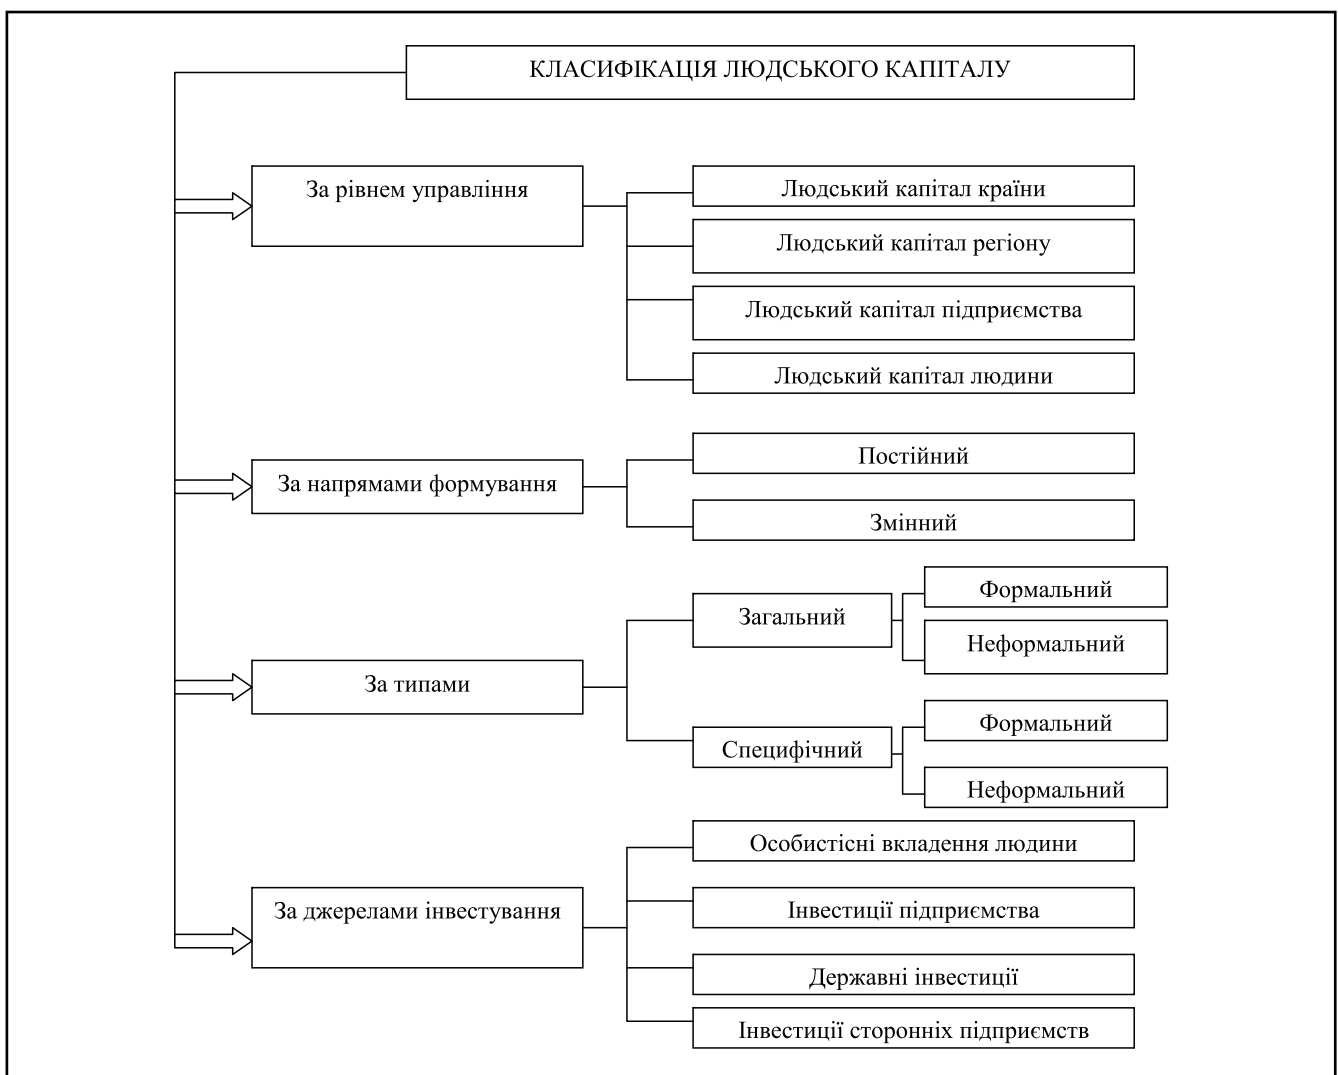 КЛАСИФІКАЦІЯ ЛЮДСЬКОГО КАПІТАЛУ
За рівнем управління
Людський капітал країни
Людський капітал регіону
Людський капітал підприємства
Людський капітал людини
За напрямами формування
Постійний
Змінний
За типами
Загальний
Формальний
Неформальний
Специфічний
Формальний
Неформальний
За джерелами інвестування
Особистісні вкладення людини
Інвестиції підприємства
Державні інвестиції
Інвестиції сторонніх підприємств